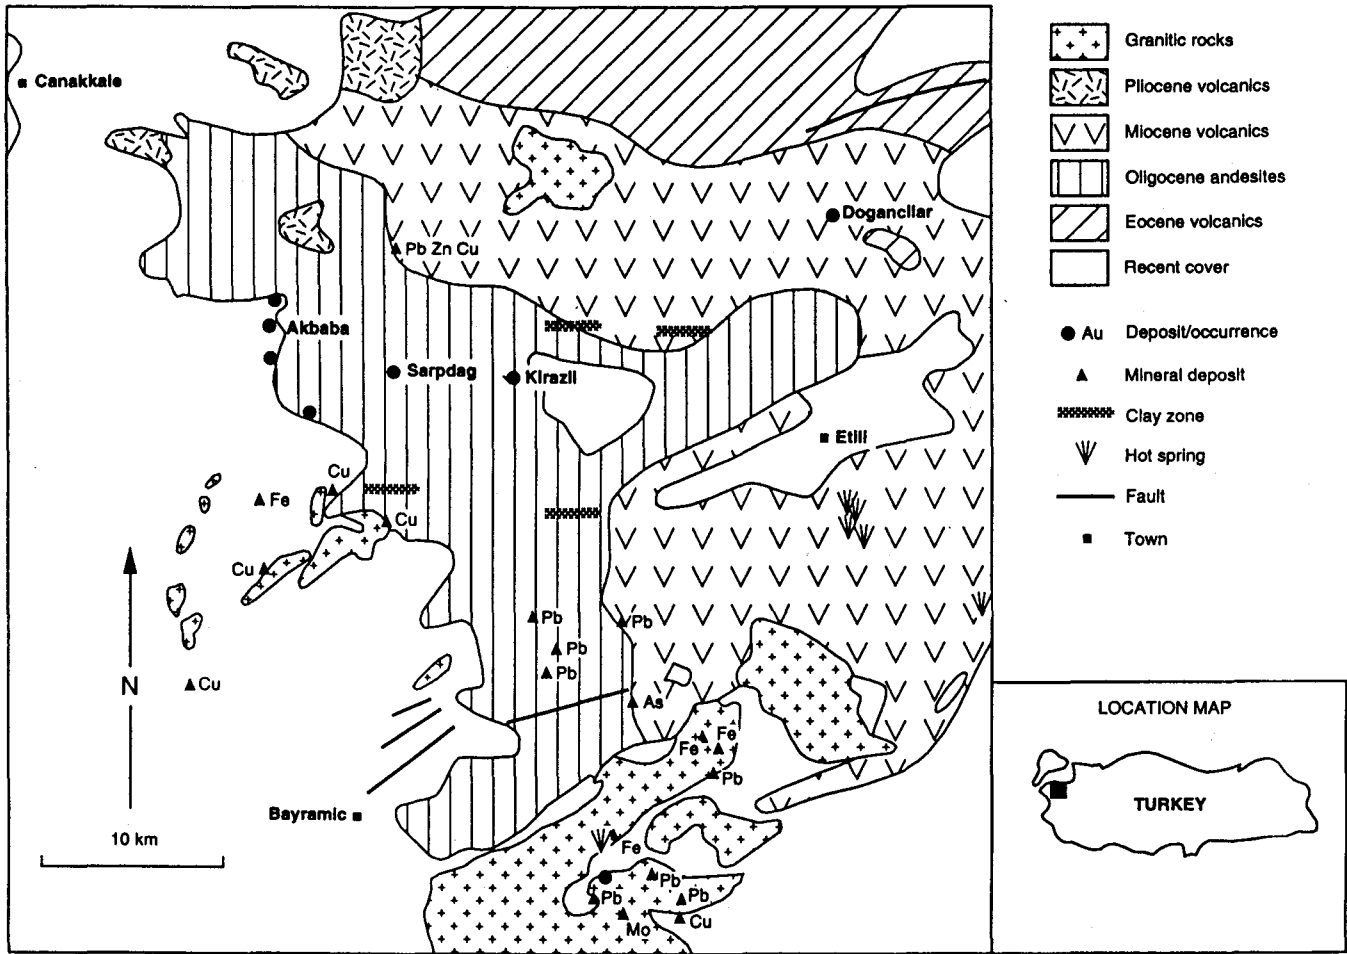 Canakkale
Pb Zn Cu
Dogancilar
Akbaba
Sarpdag
Kirazli
Etili
Cu
Fe
Cu
Cu
Pb
Pb
Pb
Pb
Cu
As
N
Fe
Fe
Pb
Bayramic
10 km
Fe
Pb
Pb
Pb
Mo
Cu
Granitic rocks
Pliocene volcanics
Miocene volcanics
Oligocene andesites
Eocene volcanics
Recent cover
Au Deposit/occurrence
Mineral deposit
Clay zone
Hot spring
Fault
Town
LOCATION MAP
TURKEY